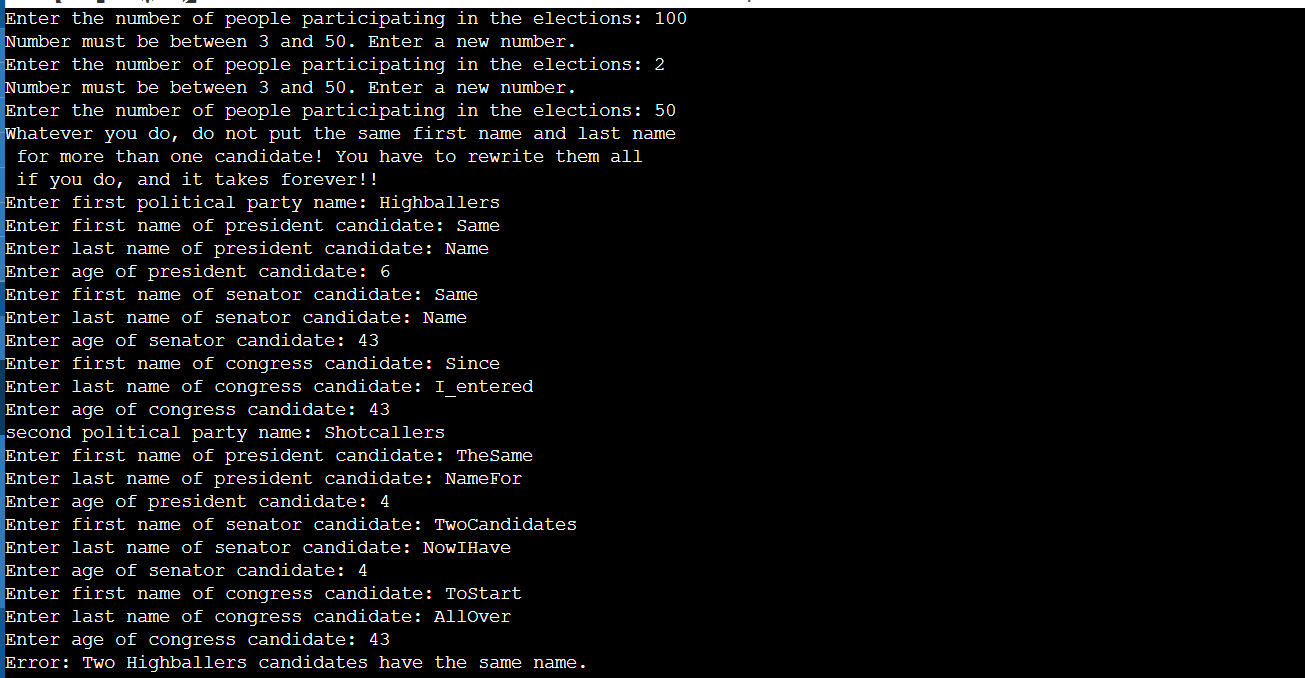 Enter the number of people participating in the elections: 100
Number must be between 3 and 50. Enter a new number.
Enter the number of people participating in the elections: 2
Number must be between 3 and 50. Enter a new number.
Enter the number of people participating in the elections: 50
Whatever you do, do not put the same first name and last name
for more than one candidate! You have to rewrite them all
if you do, and it takes forever!!
Enter first political party name: Highballers
Enter first name of president candidate: Same
Enter last name of president candidate: Name
Enter age of president candidate: 6
Enter first name of senator candidate: Same
Enter last name of senator candidate: Name
Enter age of senator candidate: 43
Enter first name of congress candidate: Since
Enter last name of congress candidate: I_entered
Enter age of congress candidate: 43
second political party name: Shotcallers
Enter first name of president candidate: TheSame
Enter last name of president candidate: NameFor
Enter age of president candidate: 4
Enter first name of senator candidate: TwoCandidates
Enter last name of senator candidate: NowIHave
Enter age of senator candidate: 4
Enter first name of congress candidate: ToStart
Enter last name of congress candidate: AllOver
Enter age of congress candidate: 43
Error: Two Highballers candidates have the same name.